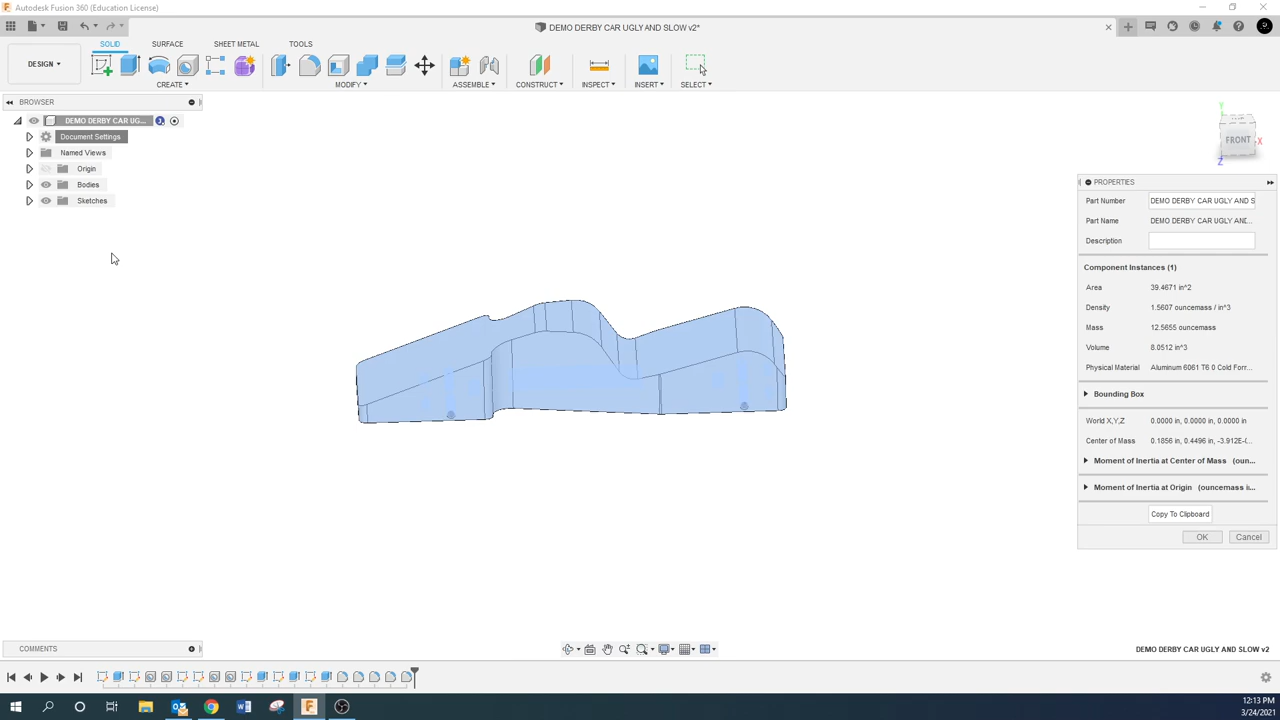 Autodesk Fusion 360 (Education License)
DEMO DERBY CAR UGLY AND SLOW v2*
SOLID SURFACE SHEET METAL TOOLS
DESIGN
CREATE MODIFY ASSEMBLE CONSTRUCT INSPECT INSERT SELECT
BROWSER
DEMO DERBY CAR UG...
Document Settings
Named Views
Origin
Bodies
Sketches
Y
FRONT
X
Z
PROPERTIES
Part Number DEMO DERBY CAR UGLY AND S
Part Name DEMO DERBY CAR UGLY AND...
Description
Component Instances (1)
Area 39.4671 in^2
Density 1.5607 ouncemass / in^3
Mass 12.5655 ouncemass
Volume 8.0512 in^3
Physical Material Aluminum 6061 T6 0 Cold Forr...
Bounding Box
World X,Y,Z 0.0000 in, 0.0000 in, 0.0000 in
Center of Mass 0.1856 in, 0.4496 in, -3.912E-(...
Moment of Inertia at Center of Mass (oun...
Moment of Inertia at Origin (ouncemass i...
Copy To Clipboard
OK Cancel
COMMENTS
DEMO DERBY CAR UGLY AND SLOW v2
12:13 PM
3/24/2021